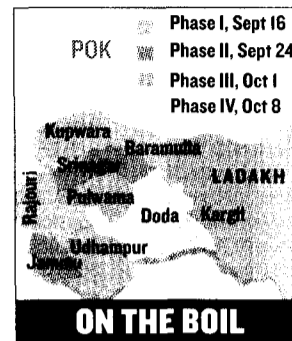 Phase I, Sept 16
POK
Phase II, Sept 24
Phase III, Oct 1
Phase IV, Oct 8
Kupwara
Baramulla
Srinagar
LADAKH
Pulwama
Rajouri
Doda
Kargil
Udhampur
Jammu
ON THE BOIL